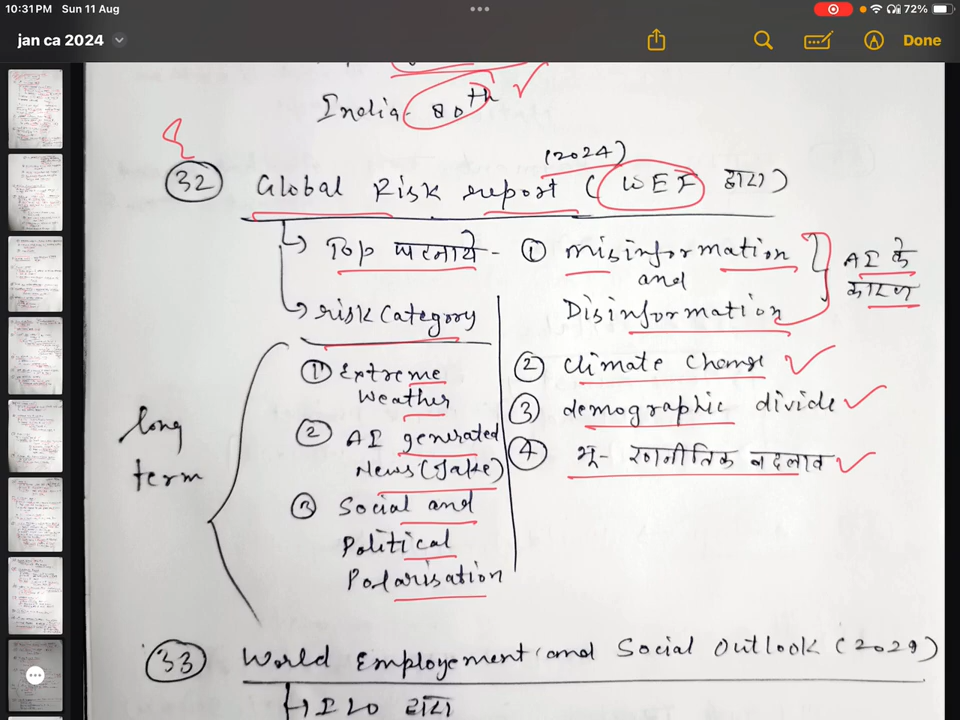 10:31 PM Sun 11 Aug
72%
jan ca 2024
Done
India - 80th
(2024)
32 Global Risk report ( WEF द्वारा )
Top घटनाये - ① misinformation
and
Disinformation
AI के
कारण
risk Category
① Extreme
Weather
② AI generated
News (fake)
③ Social and
Political
Polarisation
long
term
② Climate Change
③ demographic divide
④ भू - रणनीतिक बदलाव
33 World Employement and Social Outlook (2024)
ILO द्वारा